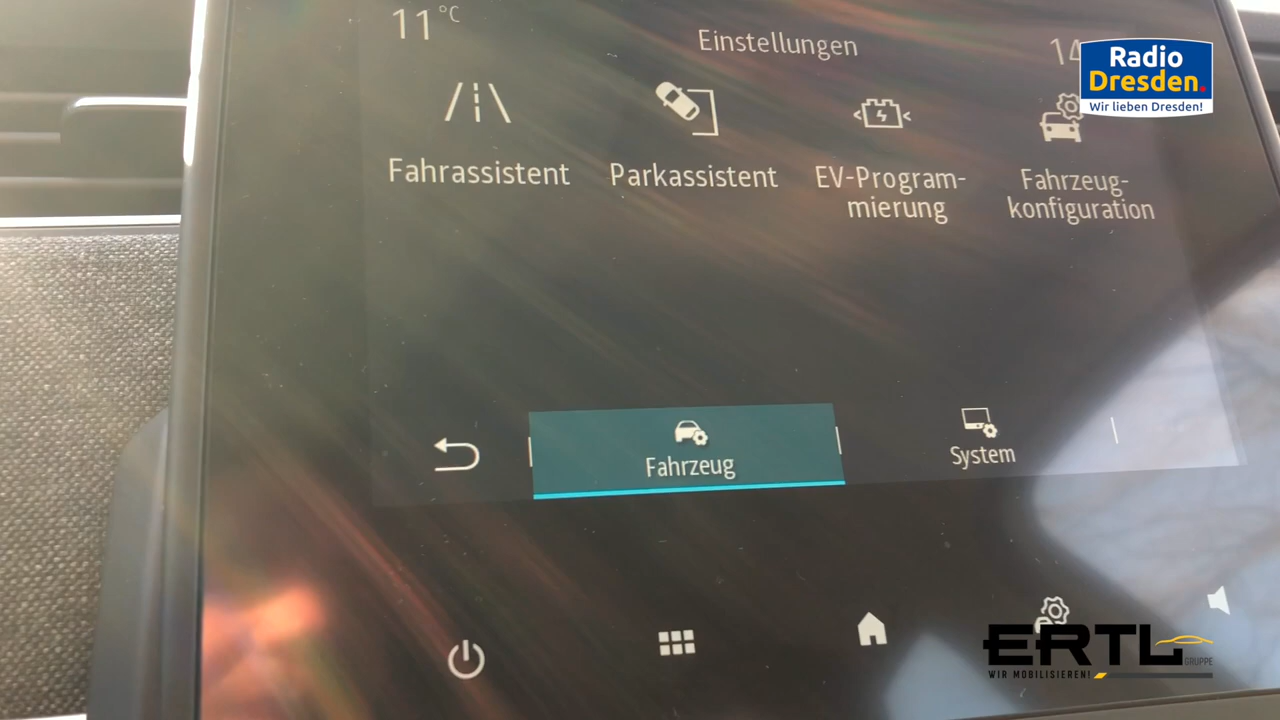 11 °C
Einstellungen
14
Radio
Dresden.
Wir lieben Dresden!
Fahrassistent
Parkassistent
EV-Program-
mierung
Fahrzeug-
konfiguration
Fahrzeug
System
ERTL
GRUPPE
WIR MOBILISIEREN!